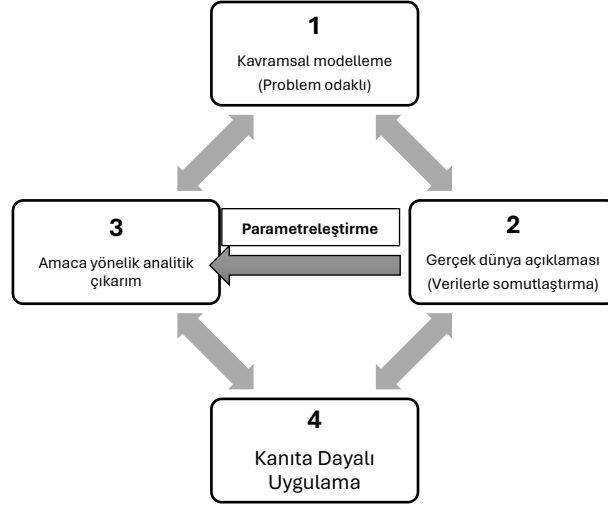 1
Kavramsal modelleme
(Problem odaklı)
3
Amaca yönelik analitik
çıkarım
Parametreleştirme
2
Gerçek dünya açıklaması
(Verilerle somutlaştırma)
4
Kanıta Dayalı
Uygulama